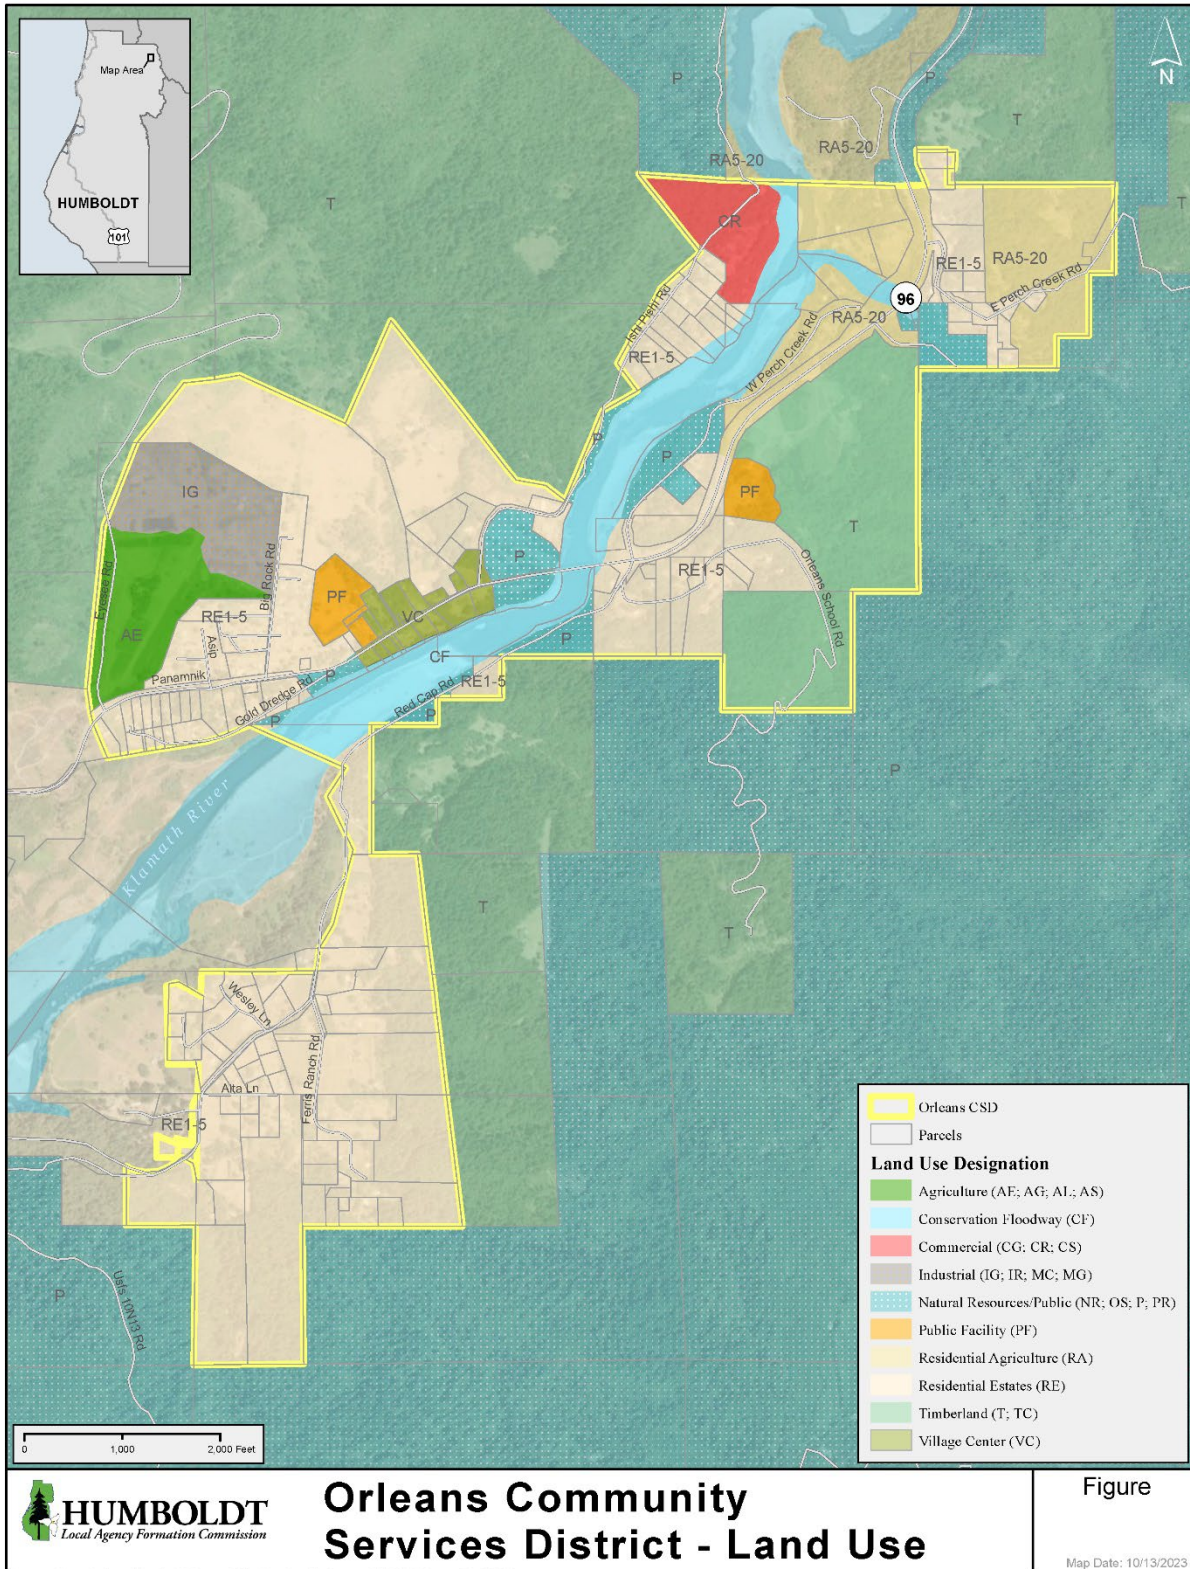 Map Area
HUMBOLDT
101
N
P
P
T
RA5-20
RA5-20
T
T
CR
RE1-5
RA5-20
E Perch Creek Rd
96
RA5-20
Ishi Pishi Rd
W Perch Creek Rd
RE1-5
P
P
IG
PF
P
T
Eyesee Rd
Big Rock Rd
PF
RE1-5
Orleans School Rd
VC
RE1-5
AE
Asip
CF
P
Panamnik
P
Gold Dredge Rd
Red Cap Rd
RE1-5
P
P
P
Klamath River
T
T
Wesley Ln
Ferris Ranch Rd
Alta Ln
RE1-5
P
Usfs 10N13 Rd
Orleans CSD
Parcels
Land Use Designation
Agriculture (AE; AG; AL; AS)
Conservation Floodway (CF)
Commercial (CG; CR; CS)
Industrial (IG; IR; MC; MG)
Natural Resources/Public (NR; OS; P; PR)
Public Facility (PF)
Residential Agriculture (RA)
Residential Estates (RE)
Timberland (T; TC)
Village Center (VC)
0 1,000 2,000 Feet
HUMBOLDT
Local Agency Formation Commission
Orleans Community
Services District - Land Use
Figure
Map Date: 10/13/2023